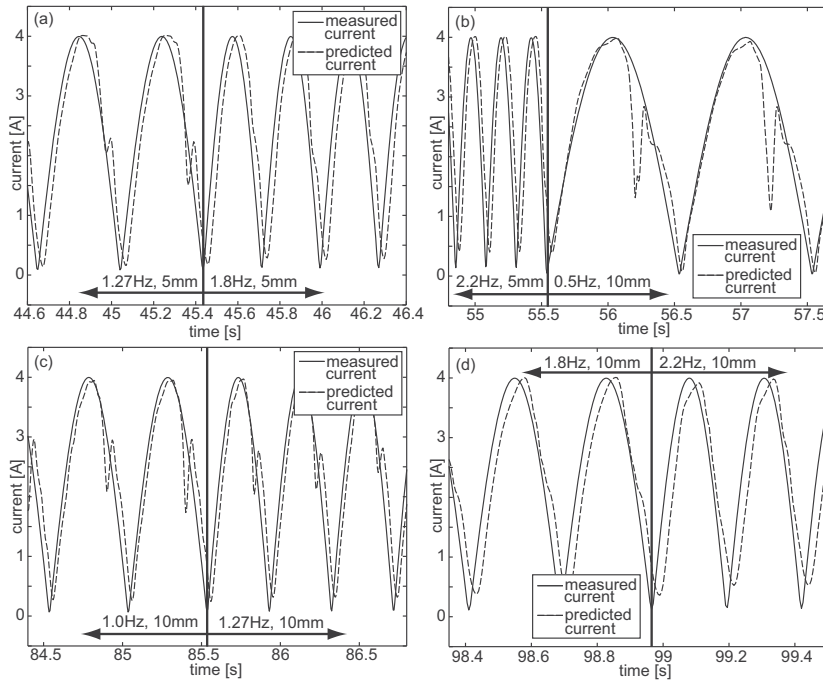 (a)
measured
current
predicted
current
current [A]
4
3
2
1
0
1.27Hz, 5mm
1.8Hz, 5mm
44.6 44.8 45 45.2 45.4 45.6 45.8 46 46.2 46.4
time [s]
(b)
current [A]
4
3
2
1
0
measured
current
predicted
current
2.2Hz, 5mm
0.5Hz, 10mm
55 55.5 56 56.5 57 57.5
time [s]
(c)
measured
current
predicted
current
current [A]
4
3
2
1
0
1.0Hz, 10mm
1.27Hz, 10mm
84.5 85 85.5 86 86.5
time [s]
(d)
1.8Hz, 10mm
2.2Hz, 10mm
current [A]
4
3
2
1
0
measured
current
predicted
current
98.4 98.6 98.8 99 99.2 99.4
time [s]